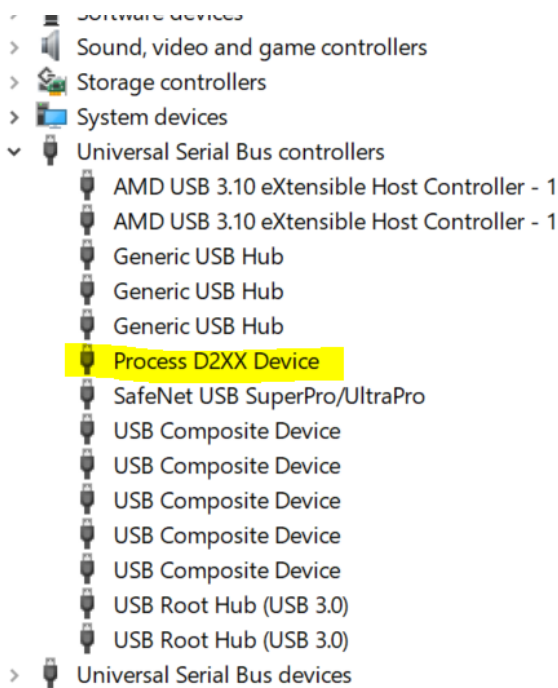 Software devices
Sound, video and game controllers
Storage controllers
System devices
Universal Serial Bus controllers
AMD USB 3.10 eXtensible Host Controller - 1
AMD USB 3.10 eXtensible Host Controller - 1
Generic USB Hub
Generic USB Hub
Generic USB Hub
Process D2XX Device
SafeNet USB SuperPro/UltraPro
USB Composite Device
USB Composite Device
USB Composite Device
USB Composite Device
USB Composite Device
USB Root Hub (USB 3.0)
USB Root Hub (USB 3.0)
Universal Serial Bus devices